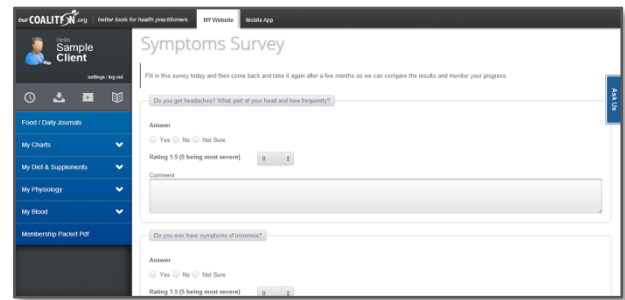 our COALITION.org | better tools for health practitioners MY Website Mobile App
Hello
Sample
Client
settings | log out
Food / Daily Journals
My Charts
My Diet & Supplements
My Physiology
My Blood
Membership Packet Pdf
Symptoms Survey
Fill in this survey today and then come back and take it again after a few months so we can compare the results and monitor your progress.
Do you get headaches? What part of your head and how frequently?
Answer
Yes No Not Sure
Rating 1-5 (5 being most severe) 0
Comment
Do you ever have symptoms of insomnia?
Answer
Yes No Not Sure
Rating 1-5 (5 being most severe) 0
Ask Us